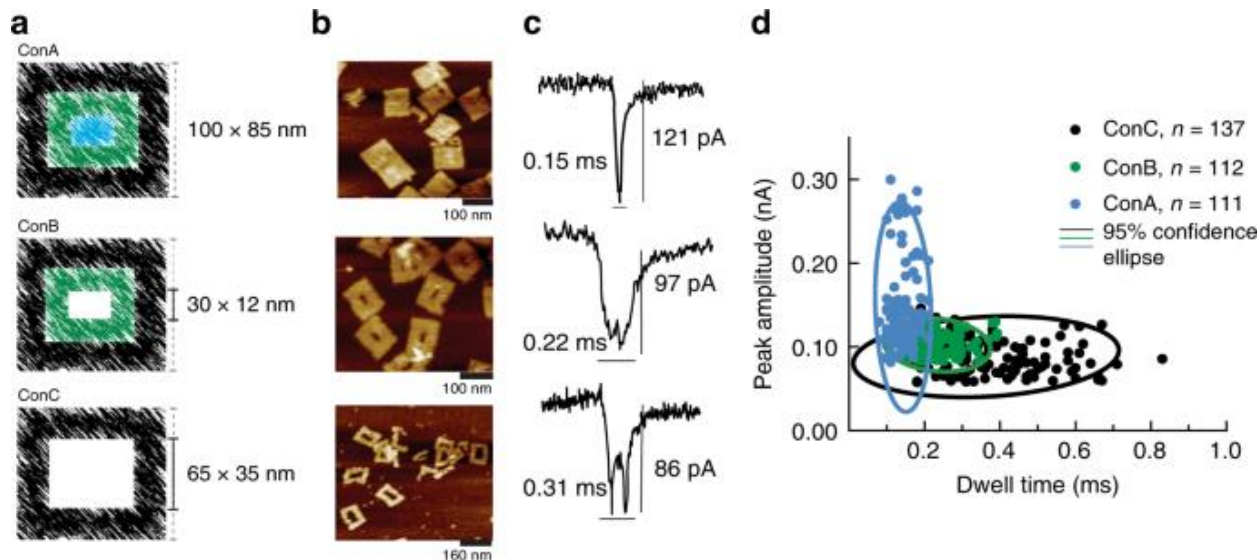 a
ConA
100 × 85 nm
ConB
30 × 12 nm
ConC
65 × 35 nm
b
100 nm
100 nm
160 nm
c
0.15 ms
121 pA
0.22 ms
97 pA
0.31 ms
86 pA
d
ConC, n = 137
ConB, n = 112
ConA, n = 111
95% confidence
ellipse
Peak amplitude (nA)
0.30
0.20
0.10
0.00
0.2
0.4
0.6
0.8
1.0
Dwell time (ms)